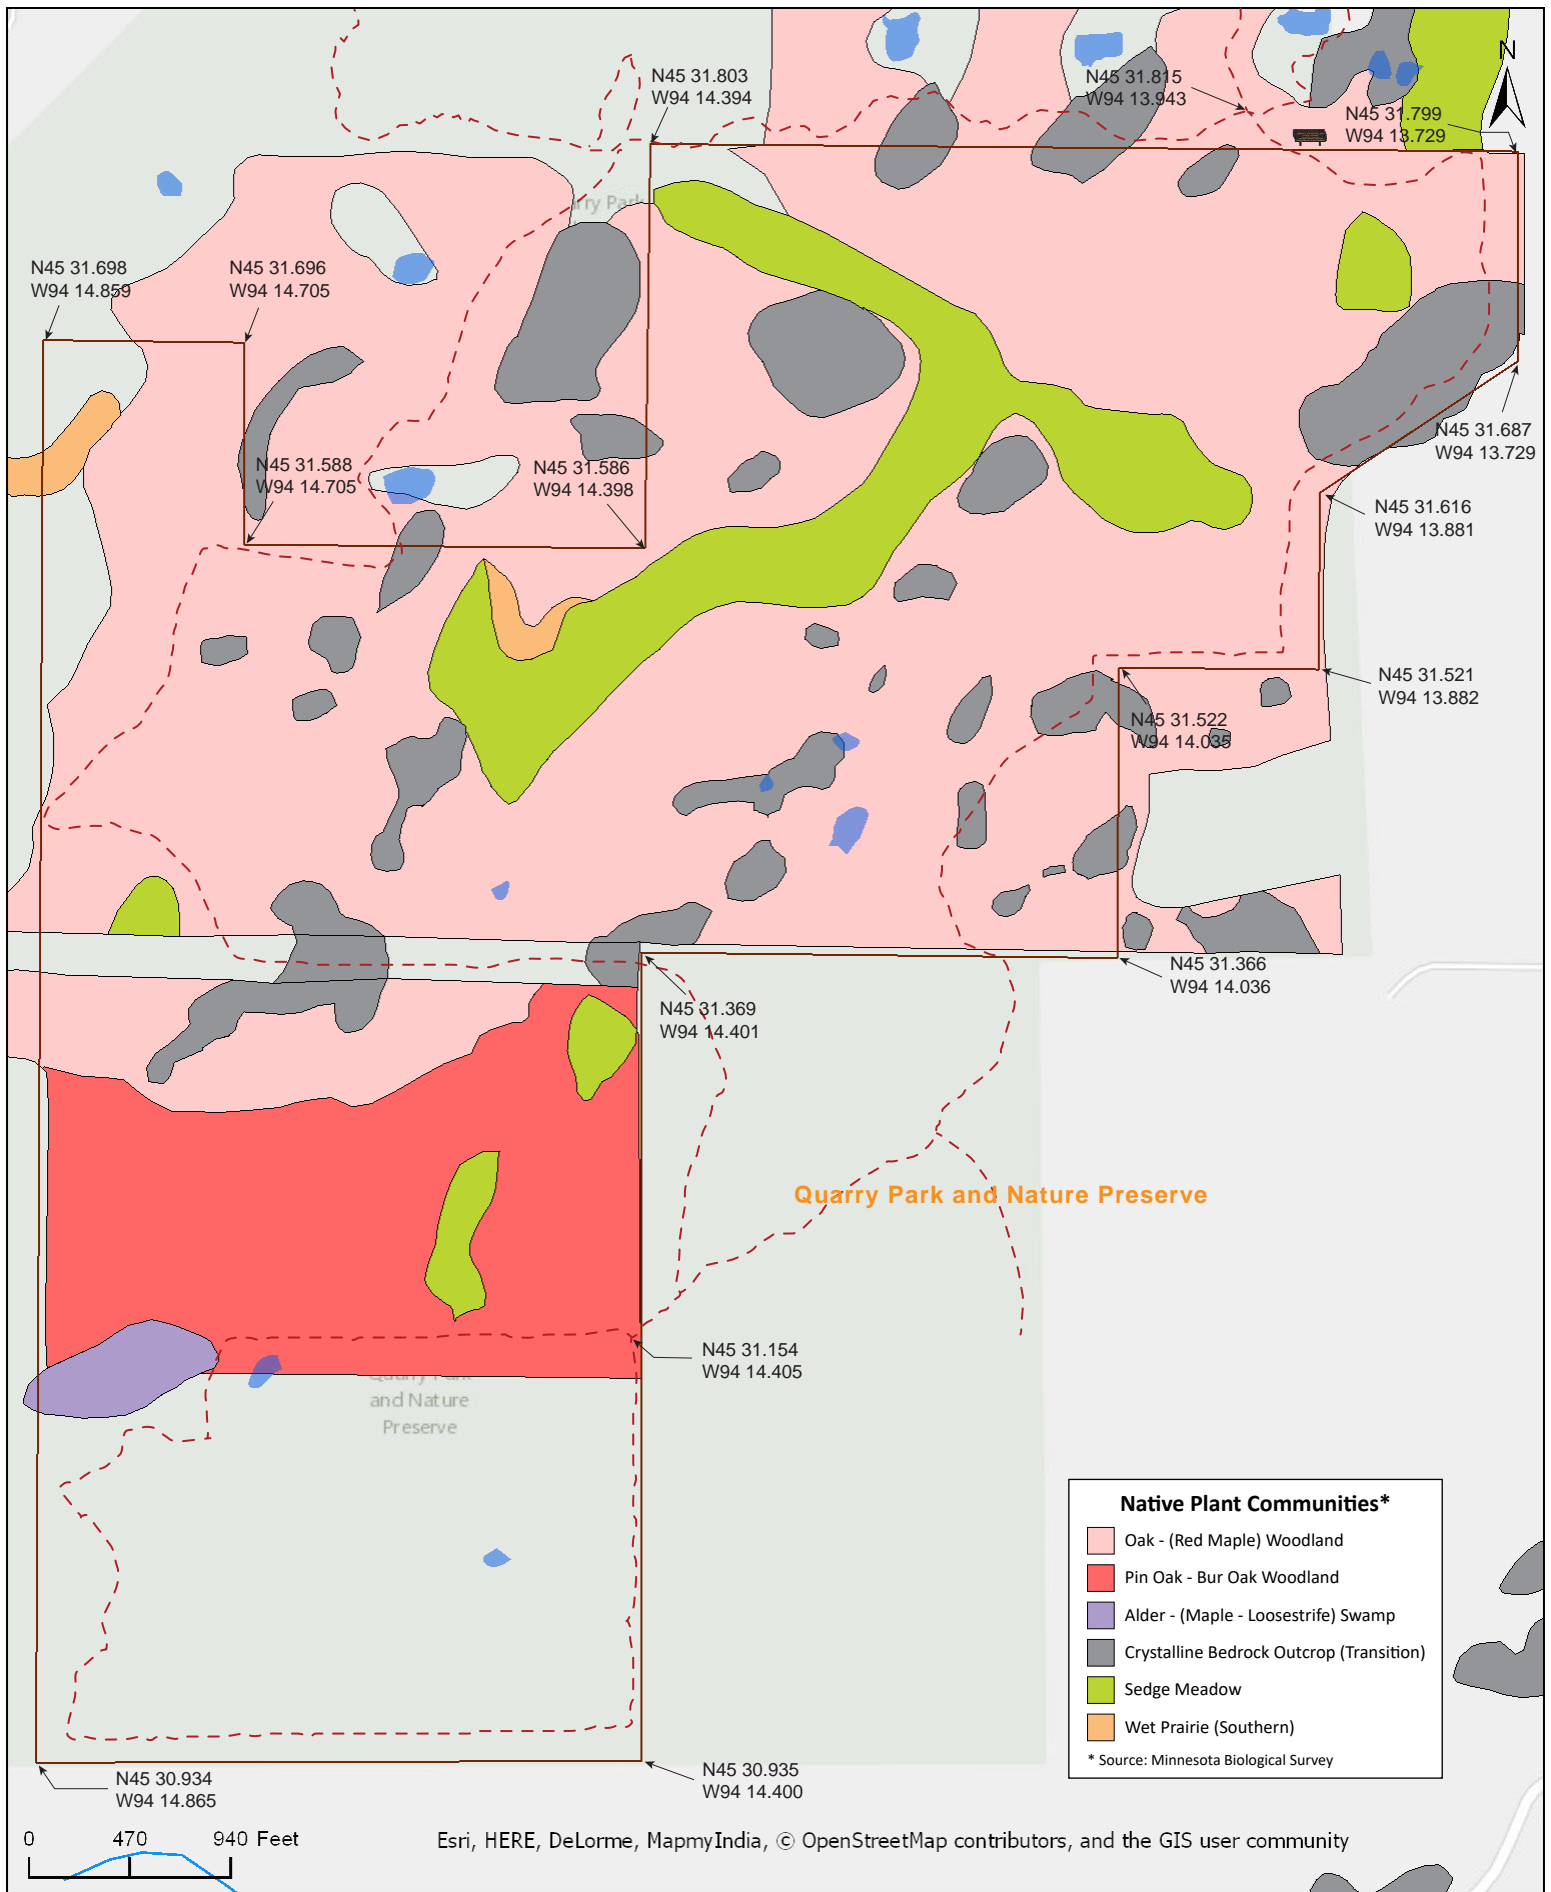 N
N45 31.803
W94 14.394
N45 31.815
W94 13.943
N45 31.799
W94 13.729
N45 31.698
W94 14.859
N45 31.696
W94 14.705
N45 31.588
W94 14.705
N45 31.586
W94 14.398
N45 31.687
W94 13.729
N45 31.616
W94 13.881
N45 31.521
W94 13.882
N45 31.522
W94 14.035
N45 31.366
W94 14.036
N45 31.369
W94 14.401
Quarry Park and Nature Preserve
N45 31.154
W94 14.405
Quarry Park
and Nature
Preserve
Native Plant Communities*
Oak - (Red Maple) Woodland
Pin Oak - Bur Oak Woodland
Alder - (Maple - Loosestrife) Swamp
Crystalline Bedrock Outcrop (Transition)
Sedge Meadow
Wet Prairie (Southern)
* Source: Minnesota Biological Survey
N45 30.934
W94 14.865
N45 30.935
W94 14.400
0 470 940 Feet
Esri, HERE, DeLorme, MapmyIndia, © OpenStreetMap contributors, and the GIS user community